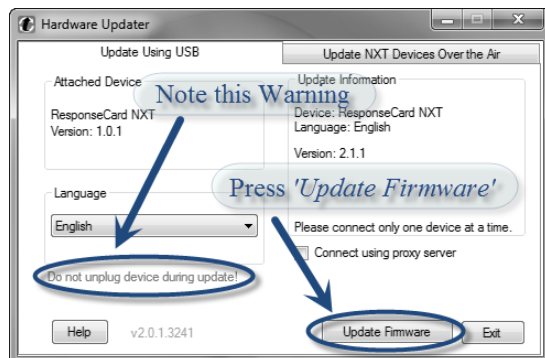 Hardware Updater
Update Using USB
Update NXT Devices Over the Air
Attached Device
ResponseCard NXT
Version: 1.0.1
Note this Warning
Update Information
Device: ResponseCard NXT
Language: English
Version: 2.1.1
Press 'Update Firmware'
Language
English
Please connect only one device at a time.
Connect using proxy server
Do not unplug device during update!
Help
v2.0.1.3241
Update Firmware
Exit